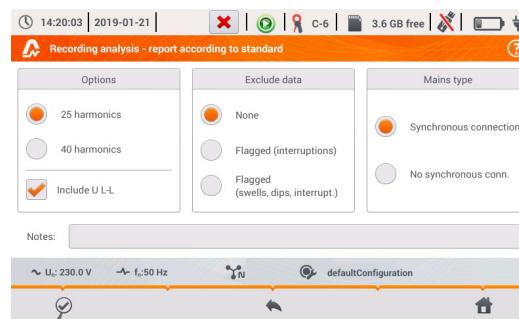 14:20:03 2019-01-21 C-6 3.6 GB free
Recording analysis - report according to standard ?
Options
25 harmonics
40 harmonics
Include U L-L
Exclude data
None
Flagged (interruptions)
Flagged
(swells, dips, interrupt.)
Mains type
Synchronous connection
No synchronous conn.
Notes:
Uₙ: 230.0 V fₙ:50 Hz N defaultConfiguration